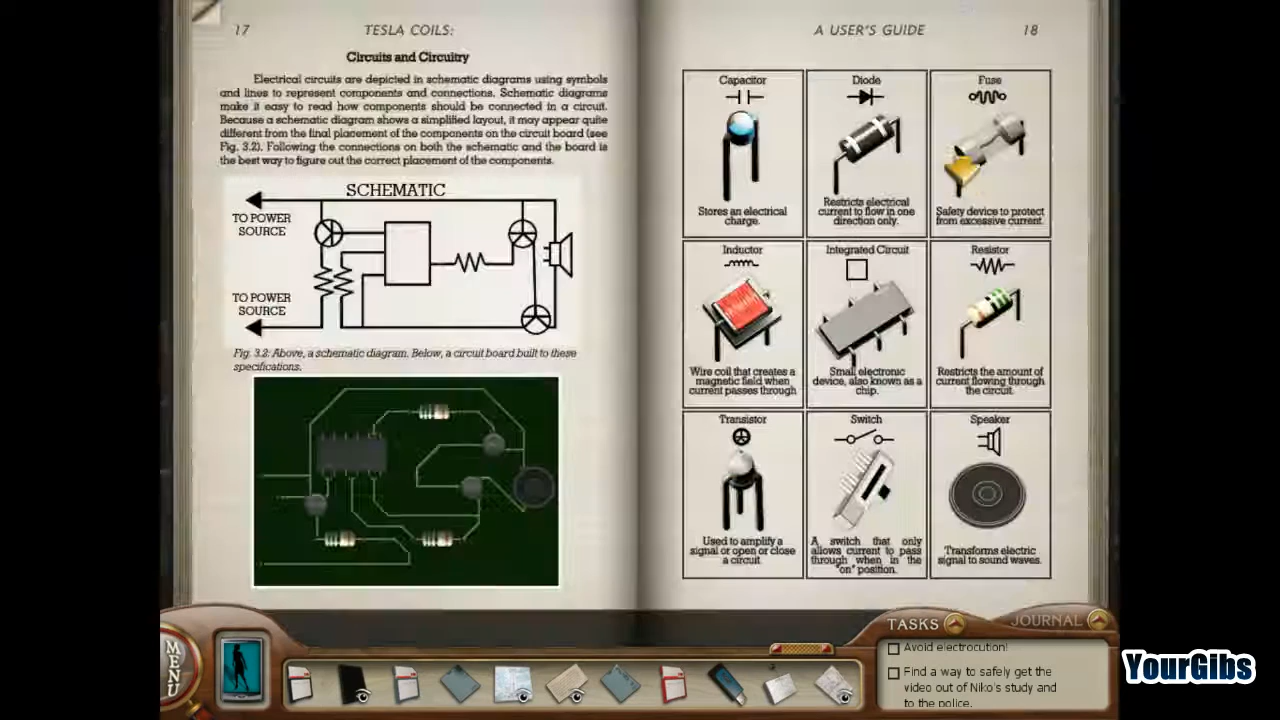 17 TESLA COILS:
Circuits and Circuitry
Electrical circuits are depicted in schematic diagrams using symbols
and lines to represent components and connections. Schematic diagrams
make it easy to read how components should be connected in a circuit.
Because a schematic diagram shows a simplified layout, it may appear quite
different from the final placement of the components on the circuit board (see
Fig. 3.2). Following the connections on both the schematic and the board is
the best way to figure out the correct placement of the components.
SCHEMATIC
TO POWER
SOURCE
TO POWER
SOURCE
Fig. 3.2: Above, a schematic diagram. Below, a circuit board built to these
specifications.
A USER'S GUIDE 18
Capacitor
Stores an electrical
charge.
Diode
Restricts electrical
current to flow in one
direction only.
Fuse
Safety device to protect
from excessive current.
Inductor
Wire coil that creates a
magnetic field when
current passes through
Integrated Circuit
Small electronic
device, also known as a
chip.
Resistor
Restricts the amount of
current flowing through
the circuit.
Transistor
Used to amplify a
signal or open or close
a circuit.
Switch
A switch that only
allows current to pass
through when in the
"on" position.
Speaker
Transforms electric
signal to sound waves.
MENU
TASKS
JOURNAL
Avoid electrocution!
Find a way to safely get the
video out of Niko's study and
to the police.
YourGibs